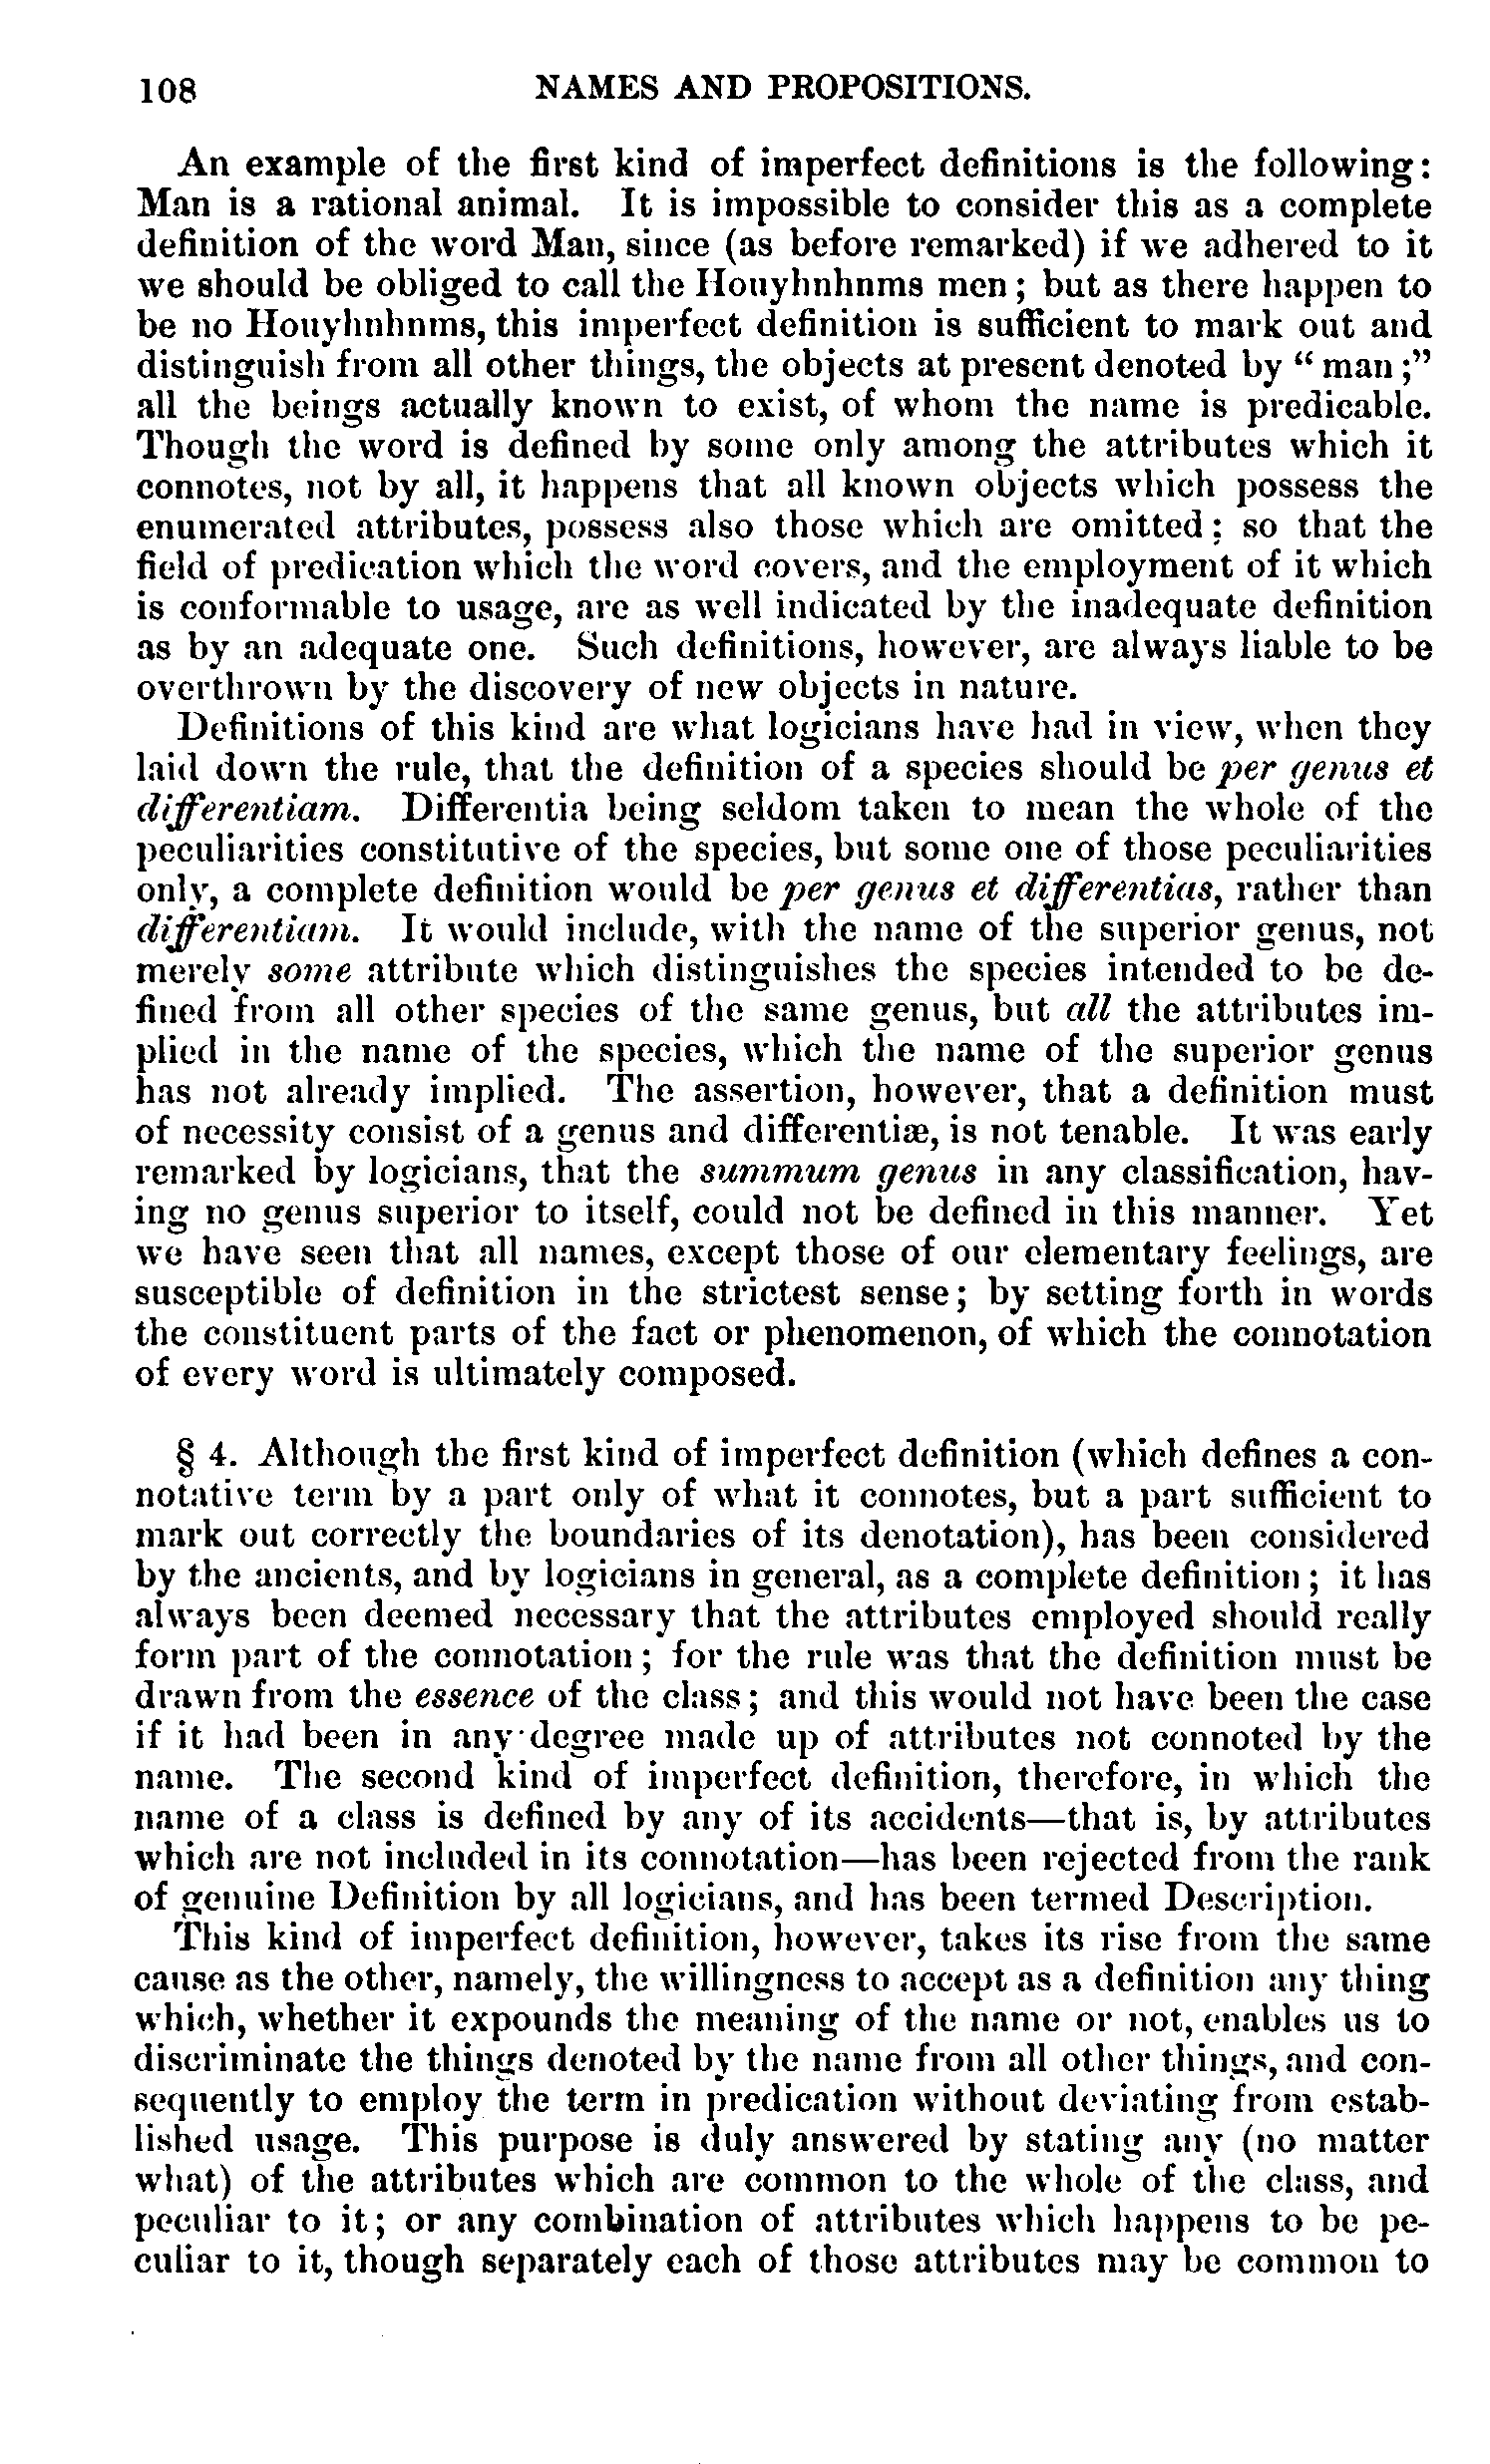 108 NAMES AND PROPOSITIONS.
An example of the first kind of imperfect definitions is the following:
Man is a rational animal. It is impossible to consider this as a complete
definition of the word Man, since (as before remarked) if we adhered to it
we should be obliged to call the Houyhnhnms men; but as there happen to
be no Houyhnhnms, this imperfect definition is sufficient to mark out and
distinguish from all other things, the objects at present denoted by “man;”
all the beings actually known to exist, of whom the name is predicable.
Though the word is defined by some only among the attributes which it
connotes, not by all, it happens that all known objects which possess the
enumerated attributes, possess also those which are omitted; so that the
field of predication which the word covers, and the employment of it which
is conformable to usage, are as well indicated by the inadequate definition
as by an adequate one. Such definitions, however, are always liable to be
overthrown by the discovery of new objects in nature.
Definitions of this kind are what logicians have had in view, when they
laid down the rule, that the definition of a species should be per genus et
differentiam. Differentia being seldom taken to mean the whole of the
peculiarities constitutive of the species, but some one of those peculiarities
only, a complete definition would be per genus et differentias, rather than
differentiam. It would include, with the name of the superior genus, not
merely some attribute which distinguishes the species intended to be de-
fined from all other species of the same genus, but all the attributes im-
plied in the name of the species, which the name of the superior genus
has not already implied. The assertion, however, that a definition must
of necessity consist of a genus and differentiæ, is not tenable. It was early
remarked by logicians, that the summum genus in any classification, hav-
ing no genus superior to itself, could not be defined in this manner. Yet
we have seen that all names, except those of our elementary feelings, are
susceptible of definition in the strictest sense; by setting forth in words
the constituent parts of the fact or phenomenon, of which the connotation
of every word is ultimately composed.
§ 4. Although the first kind of imperfect definition (which defines a con-
notative term by a part only of what it connotes, but a part sufficient to
mark out correctly the boundaries of its denotation), has been considered
by the ancients, and by logicians in general, as a complete definition; it has
always been deemed necessary that the attributes employed should really
form part of the connotation; for the rule was that the definition must be
drawn from the essence of the class; and this would not have been the case
if it had been in any degree made up of attributes not connoted by the
name. The second kind of imperfect definition, therefore, in which the
name of a class is defined by any of its accidents—that is, by attributes
which are not included in its connotation—has been rejected from the rank
of genuine Definition by all logicians, and has been termed Description.
This kind of imperfect definition, however, takes its rise from the same
cause as the other, namely, the willingness to accept as a definition any thing
which, whether it expounds the meaning of the name or not, enables us to
discriminate the things denoted by the name from all other things, and con-
sequently to employ the term in predication without deviating from estab-
lished usage. This purpose is duly answered by stating any (no matter
what) of the attributes which are common to the whole of the class, and
peculiar to it; or any combination of attributes which happens to be pe-
culiar to it, though separately each of those attributes may be common to